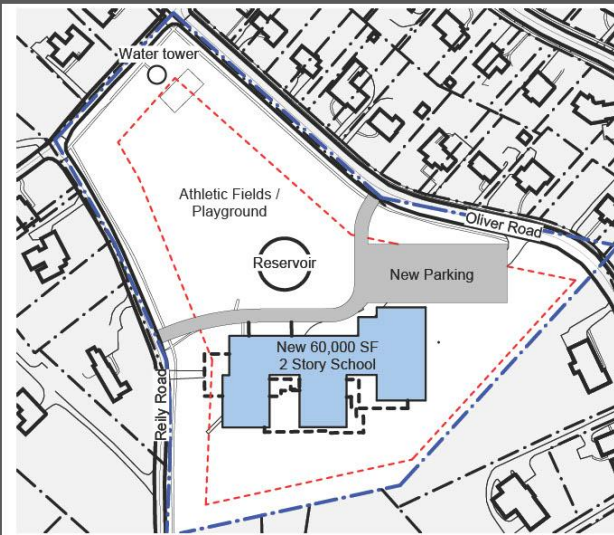 Water tower
Athletic Fields /
Playground
Oliver Road
Reservoir
New Parking
New 60,000 SF
2 Story School
Reily Road